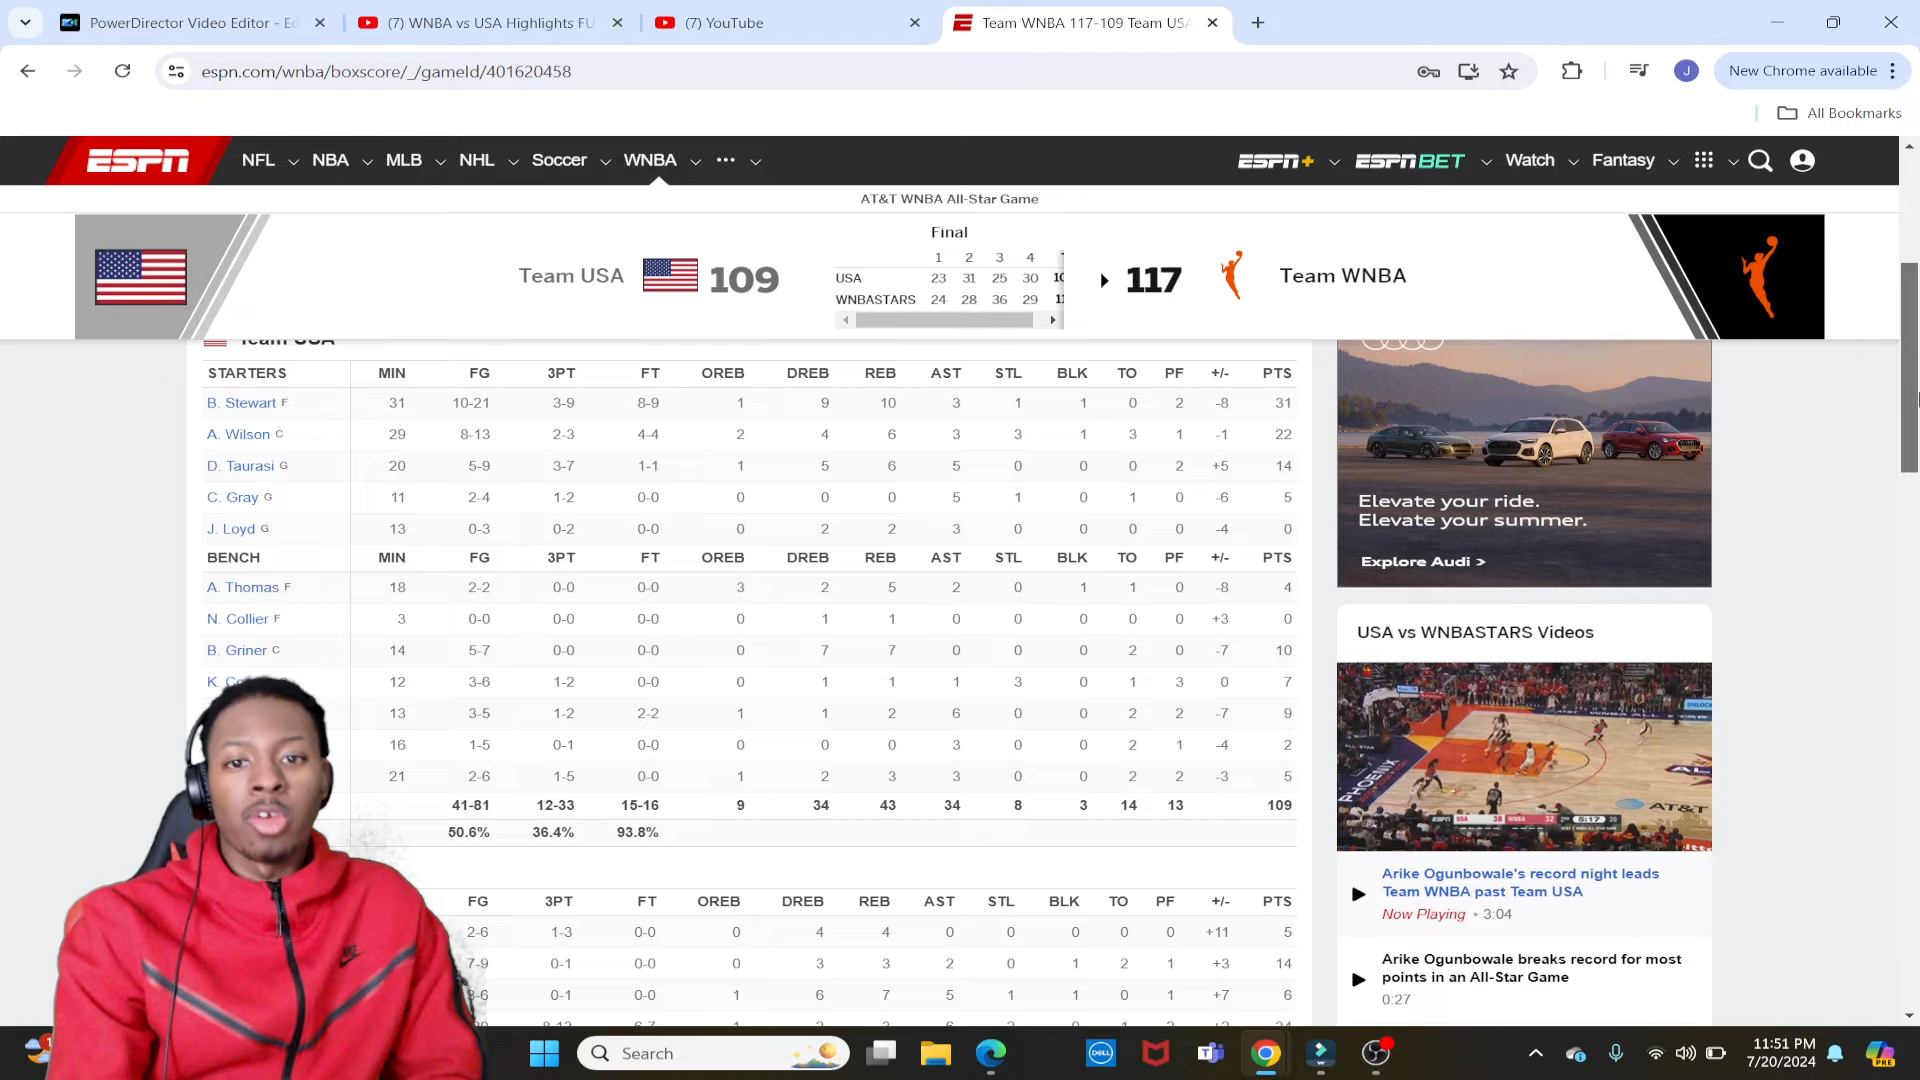 PowerDirector Video Editor - Ed
(7) WNBA vs USA Highlights FU
(7) YouTube
Team WNBA 117-109 Team USA
espn.com/wnba/boxscore/_/gameId/401620458
J
New Chrome available
All Bookmarks
ESPN NFL NBA MLB NHL Soccer WNBA ESPN+ ESPN BET Watch Fantasy
AT&T WNBA All-Star Game
Final
Team USA 109
1 2 3 4
USA 23 31 25 30 10
WNBASTARS 24 28 36 29 11
117 Team WNBA
Team USA
STARTERS MIN FG 3PT FT OREB DREB REB AST STL BLK TO PF +/- PTS
B. Stewart F 31 10-21 3-9 8-9 1 9 10 3 1 1 0 2 -8 31
A. Wilson C 29 8-13 2-3 4-4 2 4 6 3 3 1 3 1 -1 22
D. Taurasi G 20 5-9 3-7 1-1 1 5 6 5 0 0 0 2 +5 14
C. Gray G 11 2-4 1-2 0-0 0 0 0 5 1 0 1 0 -6 5
J. Loyd G 13 0-3 0-2 0-0 0 2 2 3 0 0 0 0 -4 0
BENCH MIN FG 3PT FT OREB DREB REB AST STL BLK TO PF +/- PTS
A. Thomas F 18 2-2 0-0 0-0 3 2 5 2 0 1 1 0 -8 4
N. Collier F 3 0-0 0-0 0-0 0 1 1 0 0 0 0 0 +3 0
B. Griner C 14 5-7 0-0 0-0 0 7 7 0 0 0 2 0 -7 10
K. 12 3-6 1-2 0-0 0 1 1 1 3 0 1 3 0 7
13 3-5 1-2 2-2 1 1 2 6 0 0 2 2 -7 9
16 1-5 0-1 0-0 0 0 0 3 0 0 2 1 -4 2
21 2-6 1-5 0-0 1 2 3 3 0 0 2 2 -3 5
41-81 12-33 15-16 9 34 43 34 8 3 14 13 109
50.6% 36.4% 93.8%
FG 3PT FT OREB DREB REB AST STL BLK TO PF +/- PTS
2-6 1-3 0-0 0 4 4 0 0 0 0 0 +11 5
7-9 0-1 0-0 0 3 3 2 0 1 2 1 +3 14
3-6 0-1 0-0 1 6 7 5 1 1 0 1 +7 6
Elevate your ride.
Elevate your summer.
Explore Audi >
USA vs WNBASTARS Videos
PHOENIX
AT&T
ESPN USA 38 WNBA 32 2ND 5:17 20
Arike Ogunbowale's record night leads
Team WNBA past Team USA
Now Playing • 3:04
Arike Ogunbowale breaks record for most
points in an All-Star Game
0:27
Search
DELL
PRE
11:51 PM
7/20/2024